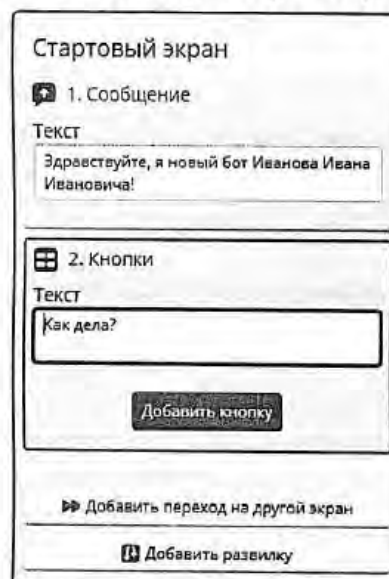 Стартовый экран
1. Сообщение
Текст
Здравствуйте, я новый бот Иванова Ивана
Ивановича!
2. Кнопки
Текст
Как дела?
Добавить кнопку
Добавить переход на другой экран
Добавить развилку